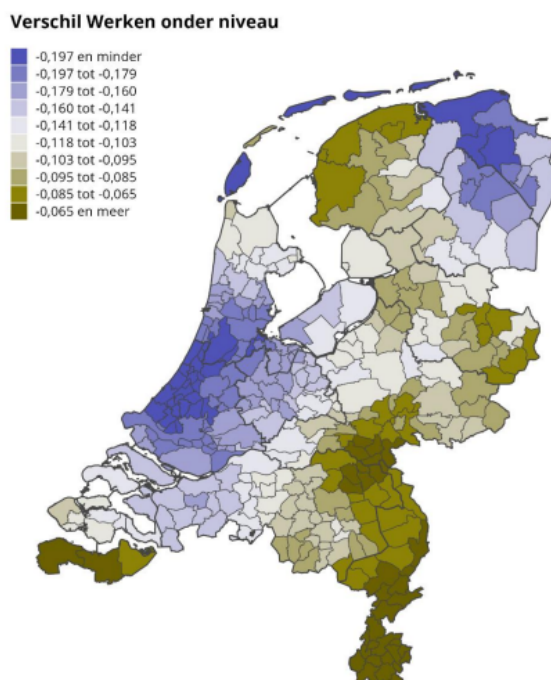 Verschil Werken onder niveau
-0,197 en minder
-0,197 tot -0,179
-0,179 tot -0,160
-0,160 tot -0,141
-0,141 tot -0,118
-0,118 tot -0,103
-0,103 tot -0,095
-0,095 tot -0,085
-0,085 tot -0,065
-0,065 en meer